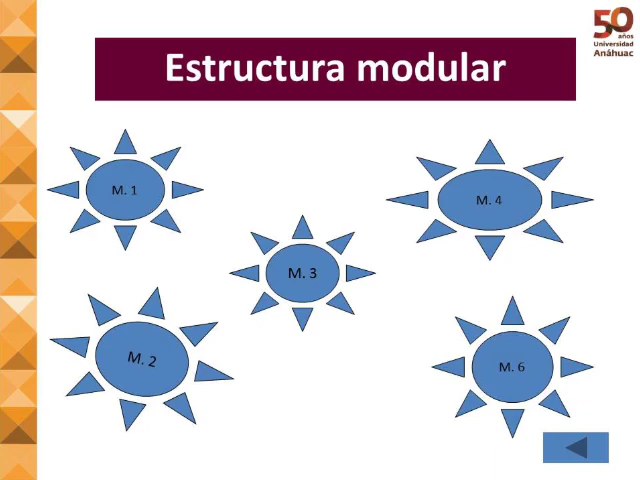 50
años
Universidad
Anáhuac
Estructura modular
M. 1
M. 4
M. 3
M. 2
M. 6